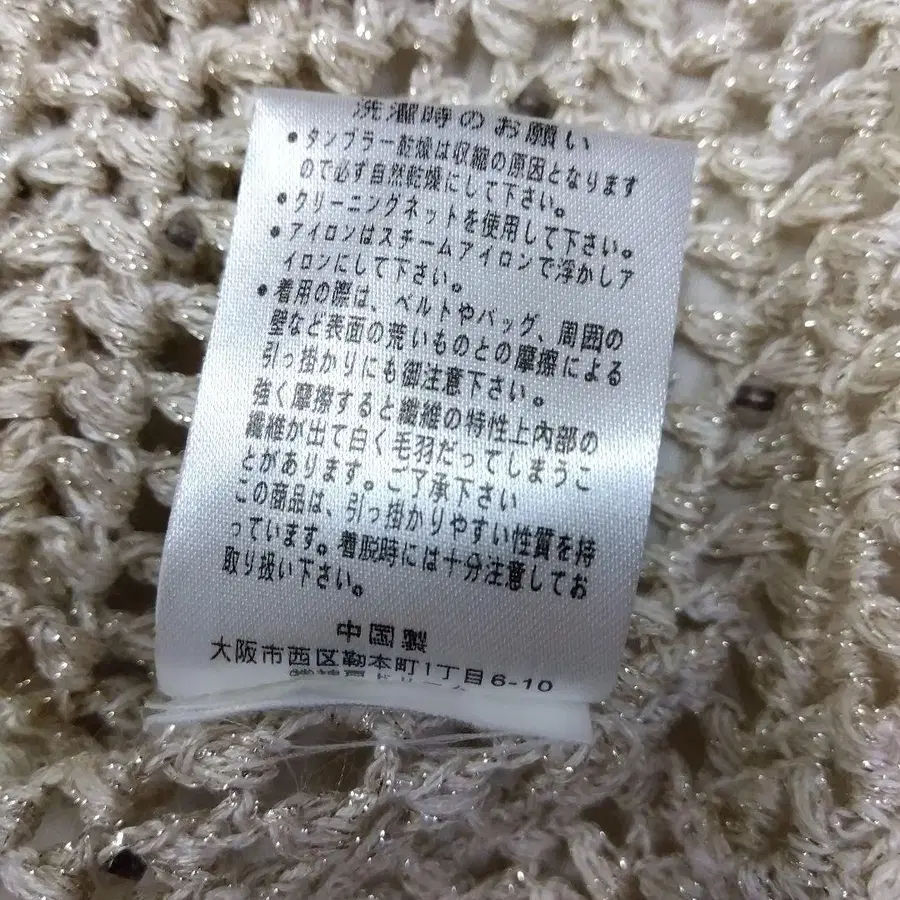 洗濯時のお願い
•タンブラー乾燥は収縮の原因となります
ので必ず自然乾燥にして下さい。
•クリーニングネットを使用して下さい。
•アイロンはスチームアイロンで浮かしア
イロンにして下さい。
•着用の際は、ベルトやバッグ、周囲の
壁など表面の荒いものとの摩擦による
引っ掛かりにも御注意下さい。
強く摩擦すると繊維の特性上内部の
繊維が出て白く毛羽だってしまうこ
とがあります。ご了承下さい
この商品は、引っ掛かりやすい性質を持
っています。着脱時には十分注意してお
取り扱い下さい。
中国製
大阪市西区靭本町1丁目6-10